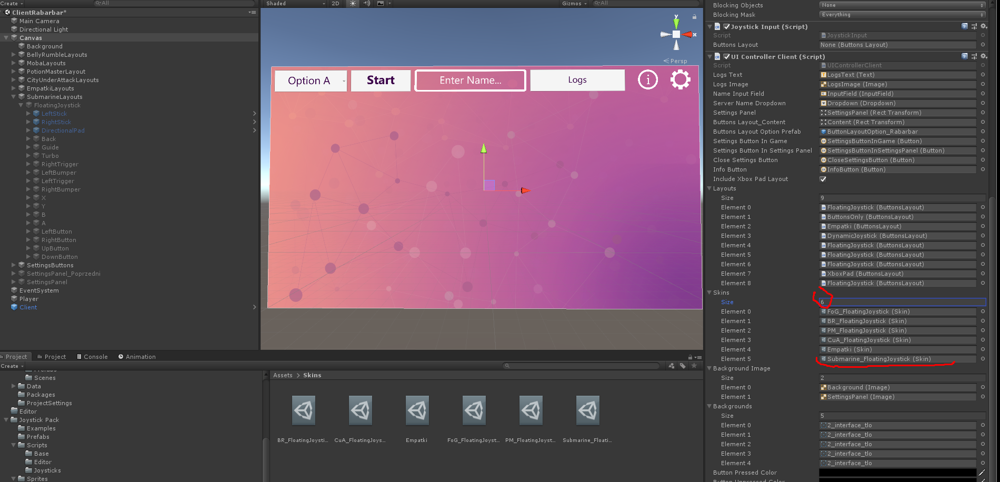 Create
All
ClientRabarbar*
Main Camera
Directional Light
Canvas
Background
BellyRumbleLayouts
MobaLayouts
PotionMasterLayout
CityUnderAttackLayouts
EmpatkiLayouts
SubmarineLayouts
FloatingJoystick
LeftStick
RightStick
DirectionalPad
Back
Guide
Turbo
RightTrigger
LeftBumper
LeftTrigger
RightBumper
X
Y
B
A
LeftButton
RightButton
UpButton
DownButton
SettingsButtons
SettingsPanel_Poprzedni
SettingsPanel
EventSystem
Player
Client
Shaded
2D
Gizmos
All
y
x
Persp
Option A
Start
Enter Name...
Logs
i
Blocking Objects
None
Blocking Mask
Everything
Joystick Input (Script)
Script
JoystickInput
Buttons Layout
None (Buttons Layout)
UI Controller Client (Script)
Script
UIControllerClient
Logs Text
LogsText (Text)
Logs Image
LogsImage (Image)
Name Input Field
InputField (InputField)
Server Name Dropdown
Dropdown (Dropdown)
Settings Panel
SettingsPanel (Rect Transform)
Buttons Layout_Content
Content (Rect Transform)
Buttons Layout Option Prefab
ButtonLayoutOption_Rabarbar
Settings Button In Game
SettingsButtonInGame (Button)
Settings Button In Settings Panel
SettingsButtonInSettingsPanel (Button)
Close Settings Button
CloseSettingsButton (Button)
Info Button
InfoButton (Button)
Include Xbox Pad Layout
Layouts
Size
9
Element 0
FloatingJoystick (ButtonsLayout)
Element 1
ButtonsOnly (ButtonsLayout)
Element 2
Empatki (ButtonsLayout)
Element 3
DynamicJoystick (ButtonsLayout)
Element 4
FloatingJoystick (ButtonsLayout)
Element 5
FloatingJoystick (ButtonsLayout)
Element 6
FloatingJoystick (ButtonsLayout)
Element 7
XboxPad (ButtonsLayout)
Element 8
FloatingJoystick (ButtonsLayout)
Skins
Size
6
Element 0
FoG_FloatingJoystick (Skin)
Element 1
BR_FloatingJoystick (Skin)
Element 2
PM_FloatingJoystick (Skin)
Element 3
CuA_FloatingJoystick (Skin)
Element 4
Empatki (Skin)
Element 5
Submarine_FloatingJoystick (Skin)
Background Image
Size
2
Element 0
Background (Image)
Element 1
SettingsPanel (Image)
Backgrounds
Size
5
Element 0
2_interface_tlo
Element 1
2_interface_tlo
Element 2
2_interface_tlo
Element 3
2_interface_tlo
Element 4
2_interface_tlo
Button Pressed Color
Button Unpressed Color
Project
Project
Console
Animation
Create
Prefabs
Scenes
Data
Packages
ProjectSettings
Editor
Joystick Pack
Examples
Prefabs
Scripts
Base
Editor
Joysticks
Sprites
Assets > Skins
BR_FloatingJoysti...
CuA_FloatingJoys...
Empatki
FoG_FloatingJoyst...
PM_FloatingJoyst...
Submarine_Floati...